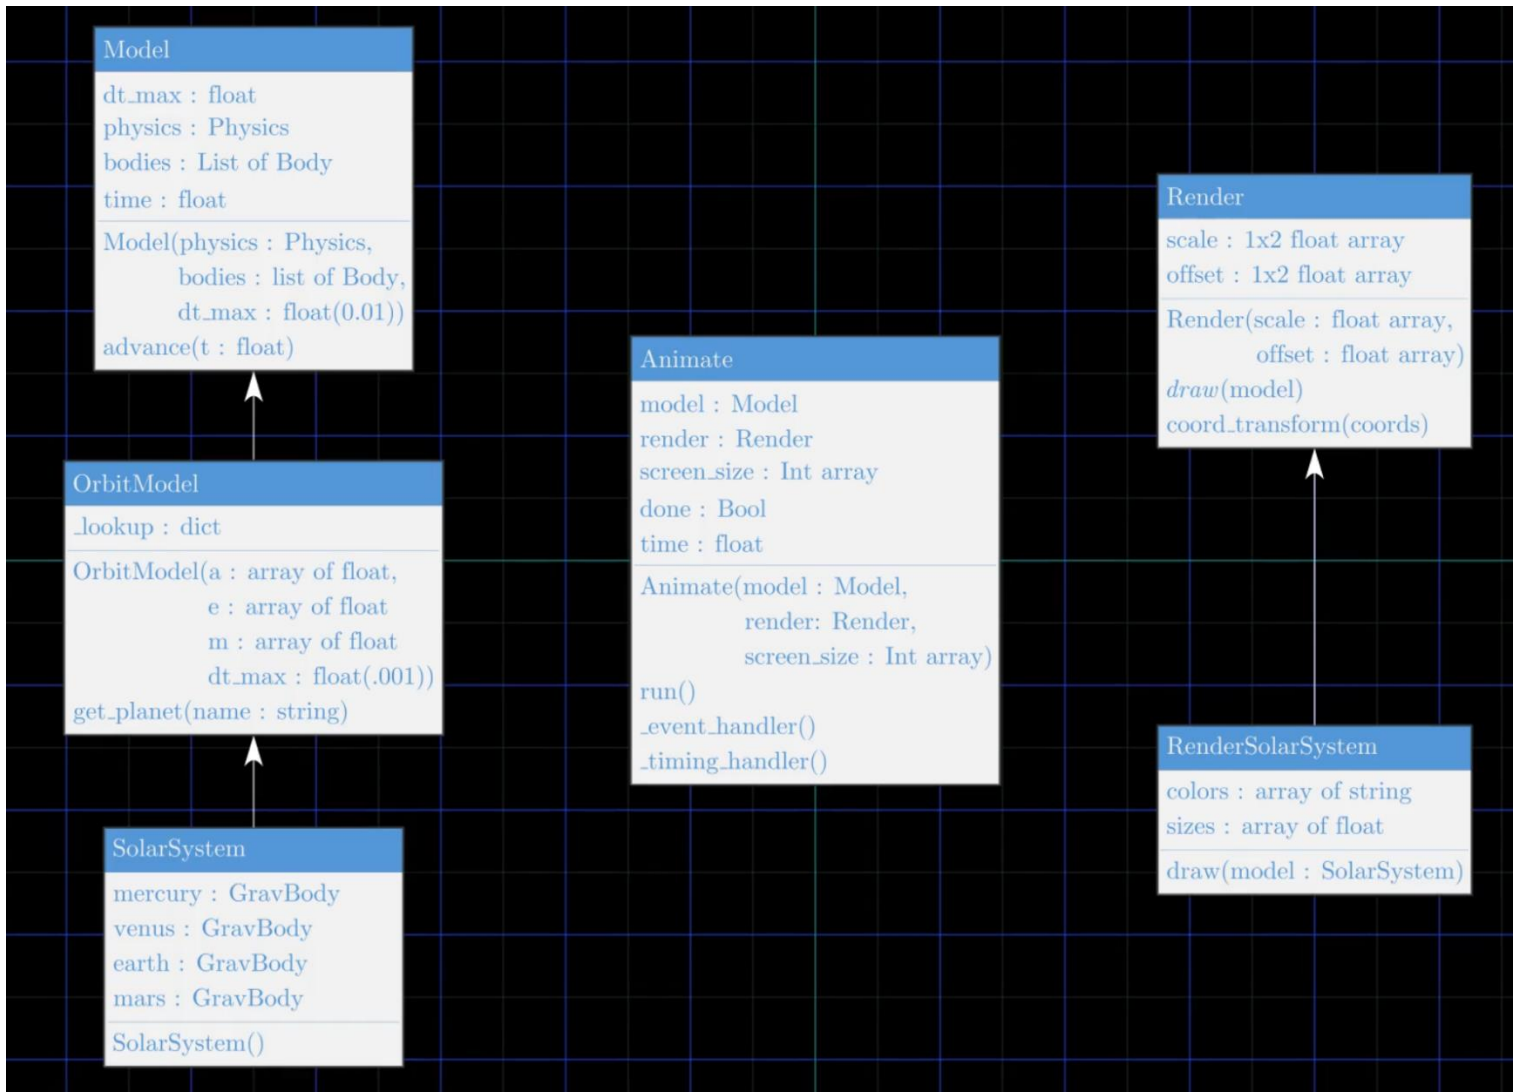 Model
dt_max : float
physics : Physics
bodies : List of Body
time : float
Model(physics : Physics,
bodies : list of Body,
dt_max : float(0.01))
advance(t : float)
OrbitModel
_lookup : dict
OrbitModel(a : array of float,
e : array of float
m : array of float
dt_max : float(.001))
get_planet(name : string)
SolarSystem
mercury : GravBody
venus : GravBody
earth : GravBody
mars : GravBody
SolarSystem()
Animate
model : Model
render : Render
screen_size : Int array
done : Bool
time : float
Animate(model : Model,
render: Render,
screen_size : Int array)
run()
_event_handler()
_timing_handler()
Render
scale : 1x2 float array
offset : 1x2 float array
Render(scale : float array,
offset : float array)
draw(model)
coord_transform(coords)
RenderSolarSystem
colors : array of string
sizes : array of float
draw(model : SolarSystem)